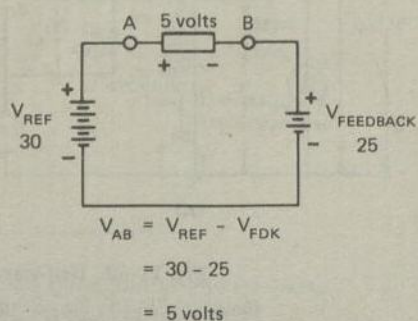 5 volts
A
B
+
-
+
-
+
-
V_REF
30
V_FEEDBACK
25
V_AB = V_REF - V_FDK
= 30 - 25
= 5 volts